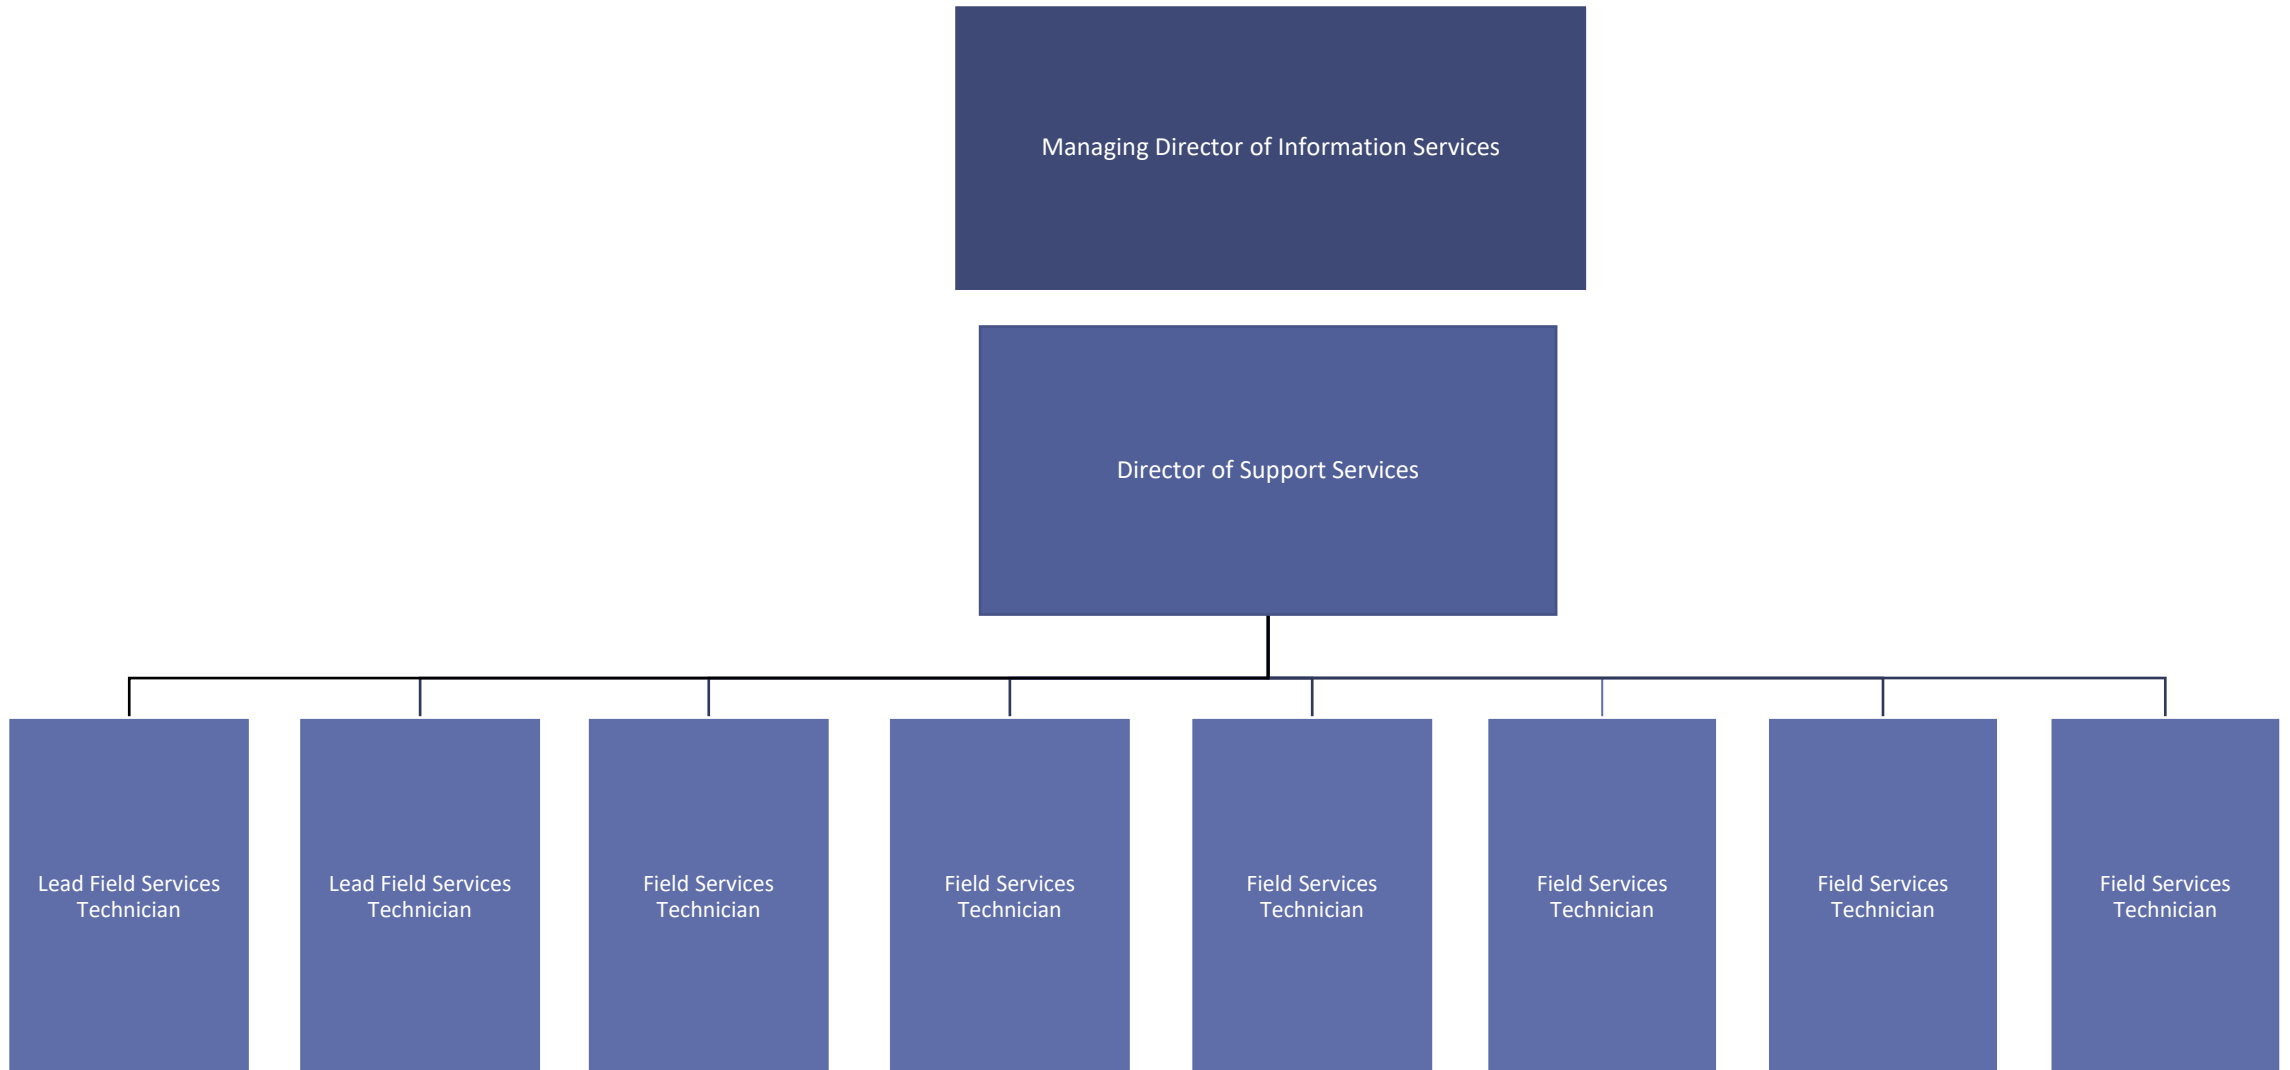 Managing Director of Information Services
Director of Support Services
Lead Field Services
Technician
Lead Field Services
Technician
Field Services
Technician
Field Services
Technician
Field Services
Technician
Field Services
Technician
Field Services
Technician
Field Services
Technician